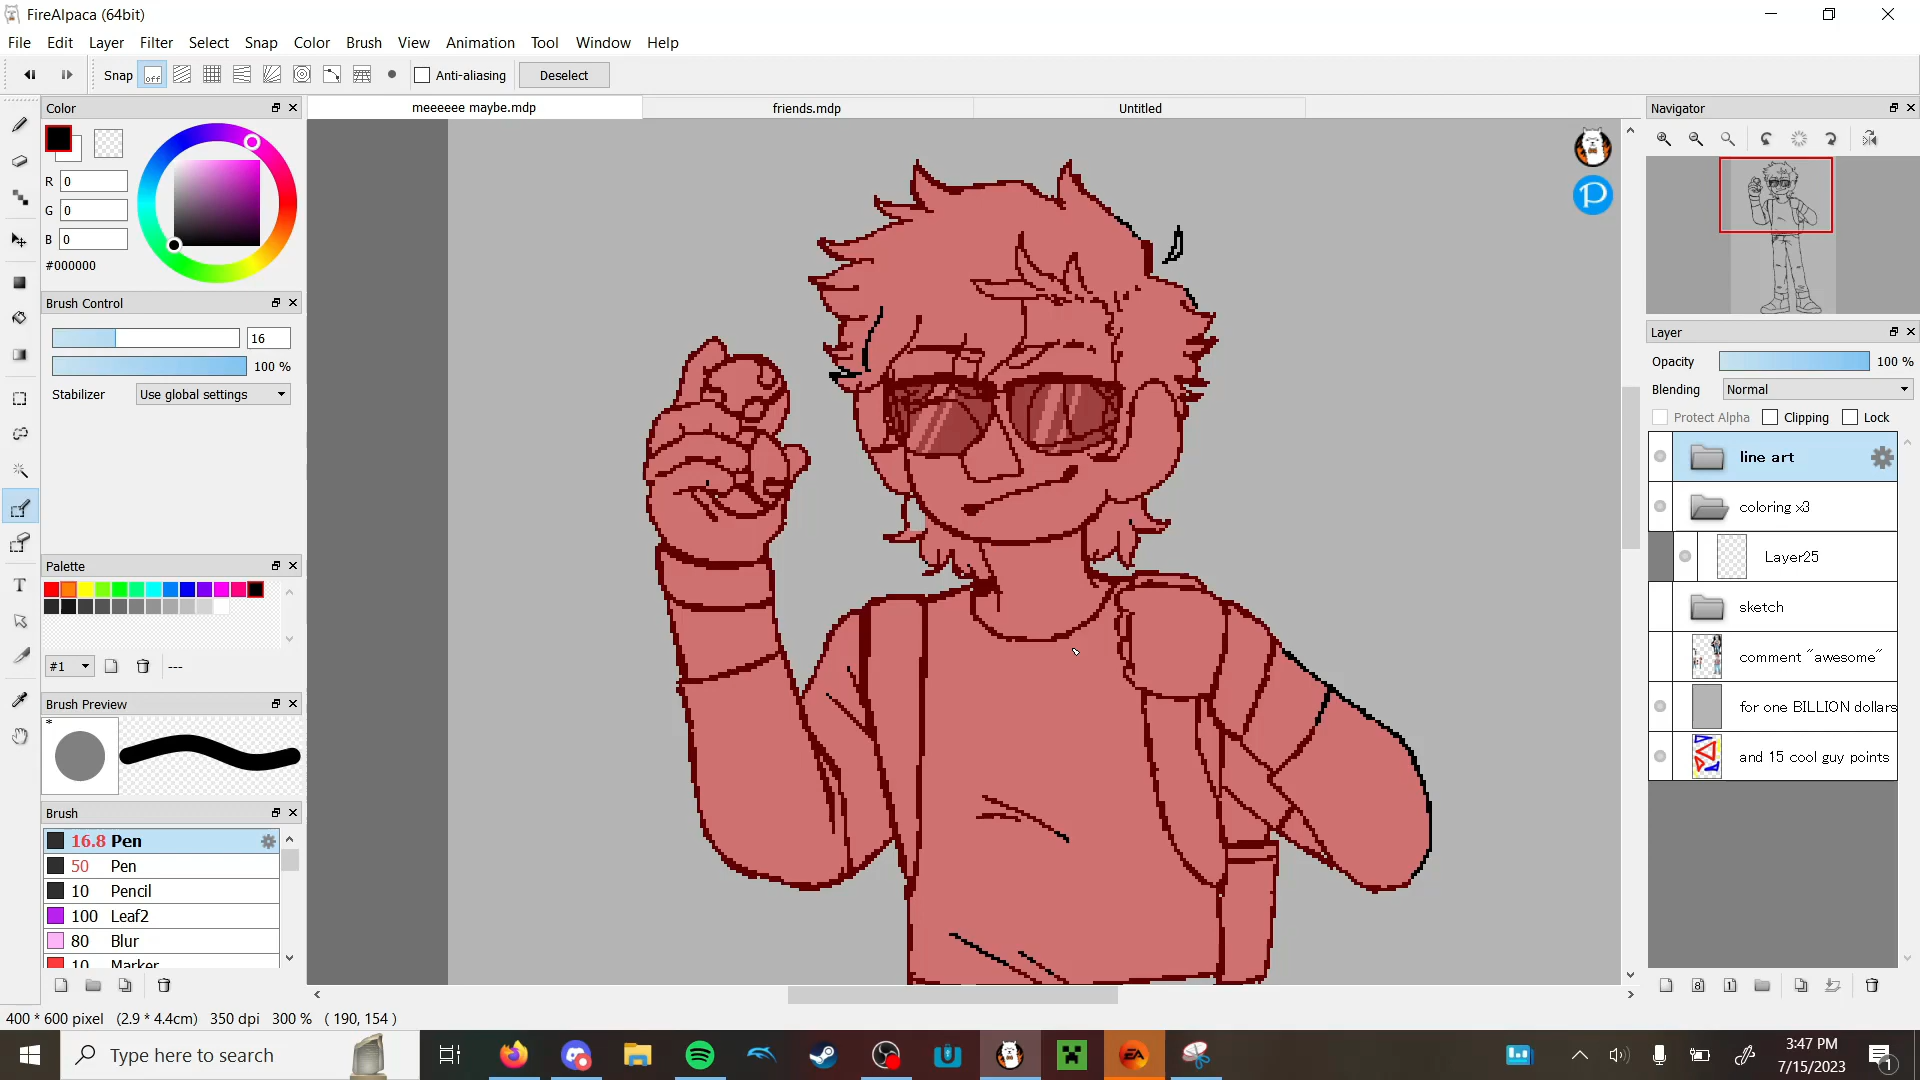 FireAlpaca (64bit)
File Edit Layer Filter Select Snap Color Brush View Animation Tool Window Help
Snap off Anti-aliasing Deselect
Color
meeeeee maybe.mdp
friends.mdp
Untitled
Navigator
R 0
G 0
B 0
#000000
Brush Control
16
100 %
Stabilizer Use global settings
Palette
#1 ---
Brush Preview
*
Brush
16.8 Pen
50 Pen
10 Pencil
100 Leaf2
80 Blur
10 Marker
T
P
Layer
Opacity 100 %
Blending Normal
Protect Alpha Clipping Lock
line art
coloring x3
Layer25
sketch
comment "awesome"
for one BILLION dollars
and 15 cool guy points
8 1
400 * 600 pixel (2.9 * 4.4cm) 350 dpi 300 % ( 190, 154 )
Type here to search
EA
3:47 PM
7/15/2023
1